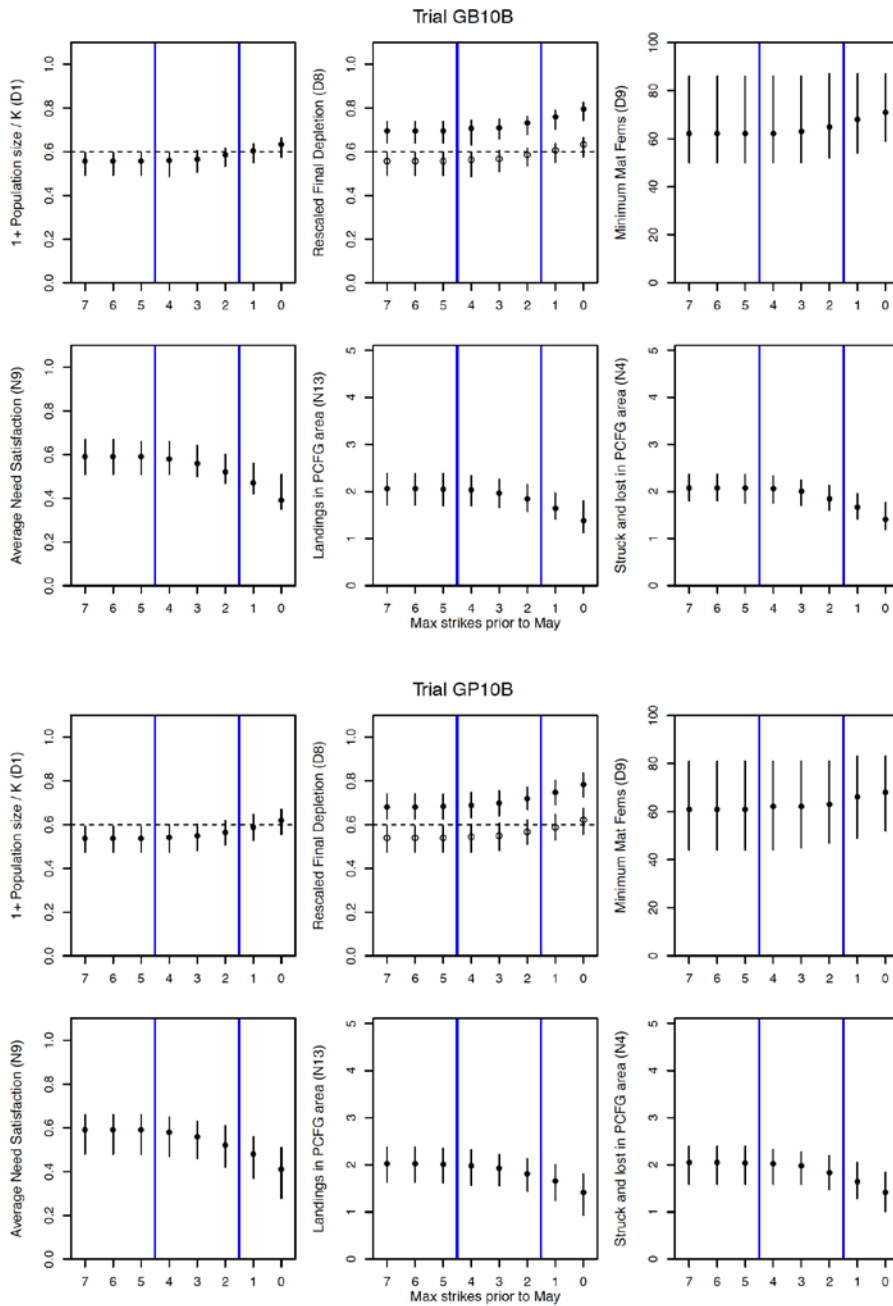 Trial GB10B
1+ Population size / K (D1)
0.0 0.2 0.4 0.6 0.8 1.0
7 6 5 4 3 2 1 0
Rescaled Final Depletion (D8)
0.0 0.2 0.4 0.6 0.8 1.0
7 6 5 4 3 2 1 0
Minimum Mat Fems (D9)
0 20 40 60 80 100
7 6 5 4 3 2 1 0
Average Need Satisfaction (N9)
0.0 0.2 0.4 0.6 0.8 1.0
7 6 5 4 3 2 1 0
Landings in PCFG area (N13)
0 1 2 3 4 5
7 6 5 4 3 2 1 0
Max strikes prior to May
Struck and lost in PCFG area (N4)
0 1 2 3 4 5
7 6 5 4 3 2 1 0
Trial GP10B
1+ Population size / K (D1)
0.0 0.2 0.4 0.6 0.8 1.0
7 6 5 4 3 2 1 0
Rescaled Final Depletion (D8)
0.0 0.2 0.4 0.6 0.8 1.0
7 6 5 4 3 2 1 0
Minimum Mat Fems (D9)
0 20 40 60 80 100
7 6 5 4 3 2 1 0
Average Need Satisfaction (N9)
0.0 0.2 0.4 0.6 0.8 1.0
7 6 5 4 3 2 1 0
Landings in PCFG area (N13)
0 1 2 3 4 5
7 6 5 4 3 2 1 0
Max strikes prior to May
Struck and lost in PCFG area (N4)
0 1 2 3 4 5
7 6 5 4 3 2 1 0